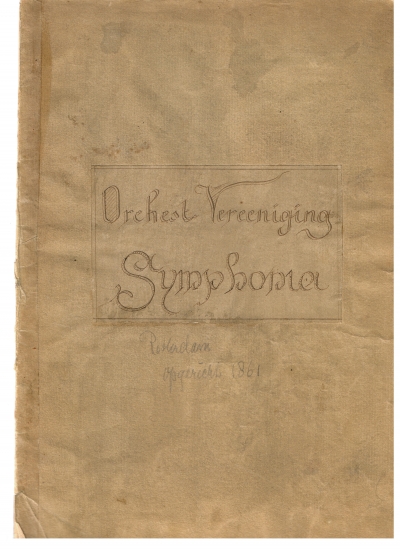 Orchest Vereeniging
Symphonia
Rotterdam
opgericht 1861